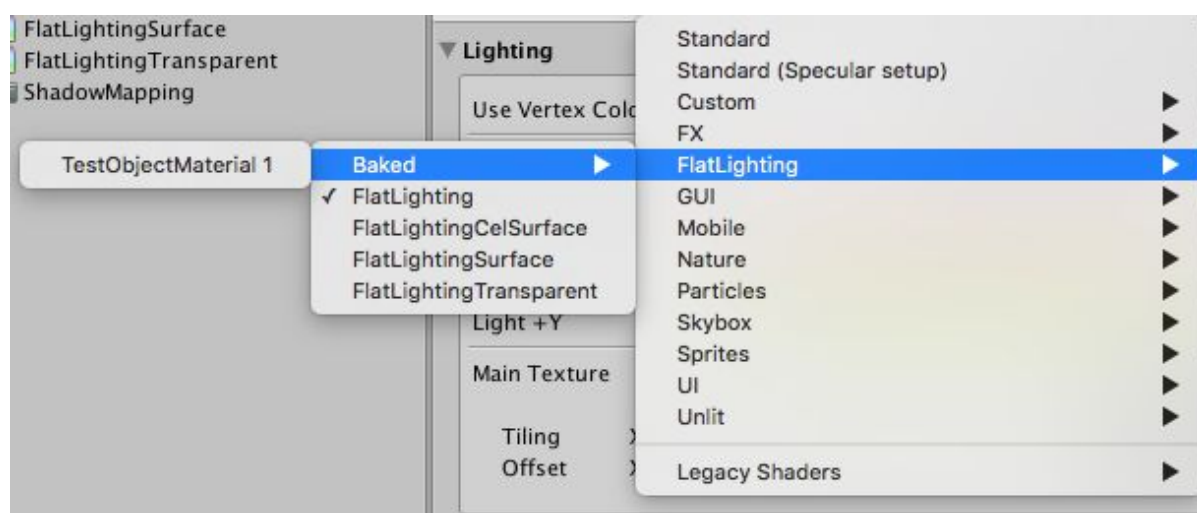 FlatLightingSurface
FlatLightingTransparent
ShadowMapping
Lighting
Use Vertex Colo
Light +Y
Main Texture
Tiling X
Offset X
TestObjectMaterial 1
Baked
✓ FlatLighting
FlatLightingCelSurface
FlatLightingSurface
FlatLightingTransparent
Standard
Standard (Specular setup)
Custom
FX
FlatLighting
GUI
Mobile
Nature
Particles
Skybox
Sprites
UI
Unlit
Legacy Shaders